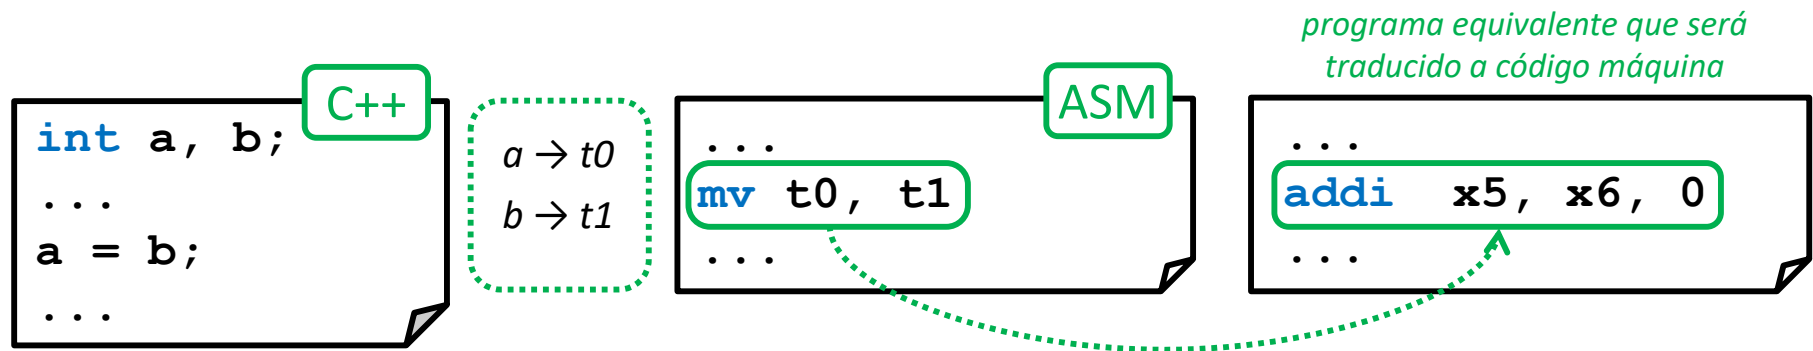 C++
int a, b;
...
a = b;
...
a → t0
b → t1
ASM
...
mv t0, t1
...
programa equivalente que será
traducido a código máquina
...
addi x5, x6, 0
...